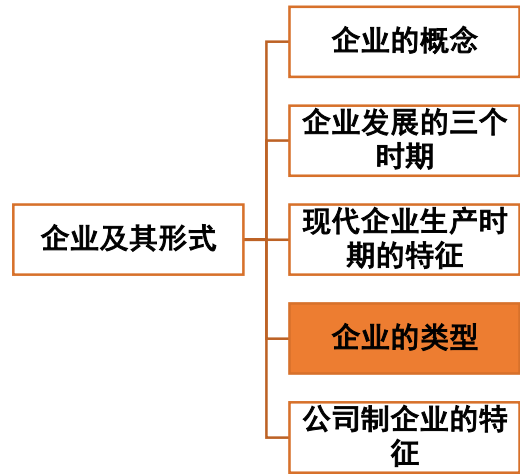 企业及其形式
企业的概念
企业发展的三个
时期
现代企业生产时
期的特征
企业的类型
公司制企业的特
征